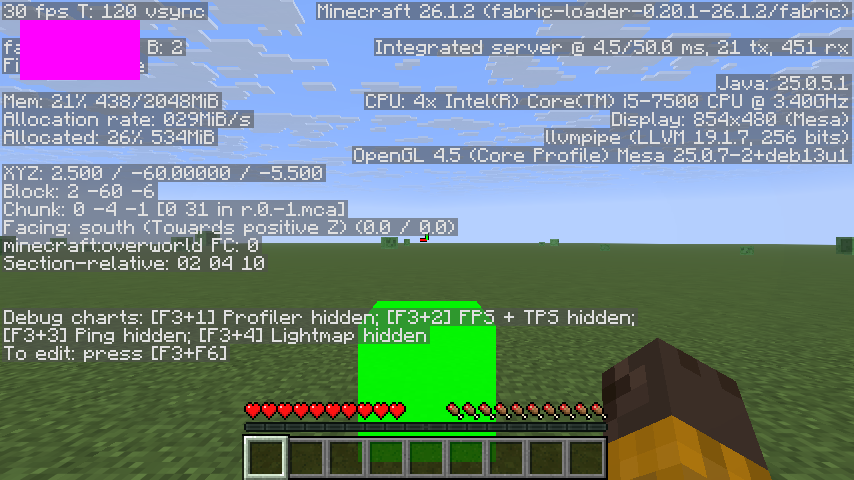 30 fps T: 120 vsync
Minecraft 26.1.2 (fabric-loader-0.20.1-26.1.2/fabric)
B: 2
Integrated server @ 4.5/50.0 ms, 21 tx, 451 rx
Java: 25.0.5.1
Mem: 21% 438/2048MiB
CPU: 4x Intel(R) Core(TM) i5-7500 CPU @ 3.40GHz
Allocation rate: 029MiB/s
Display: 854x480 (Mesa)
Allocated: 26% 534MiB
llvmpipe (LLVM 19.1.7, 256 bits)
OpenGL 4.5 (Core Profile) Mesa 25.0.7-2+deb13u1
XYZ: 2.500 / -60.00000 / -5.500
Block: 2 -60 -6
Chunk: 0 -4 -1 [0 31 in r.0.-1.mca]
Facing: south (Towards positive Z) (0.0 / 0.0)
minecraft:overworld FC: 0
Section-relative: 02 04 10
Debug charts: [F3+1] Profiler hidden; [F3+2] FPS + TPS hidden;
[F3+3] Ping hidden; [F3+4] Lightmap hidden
To edit: press [F3+F6]